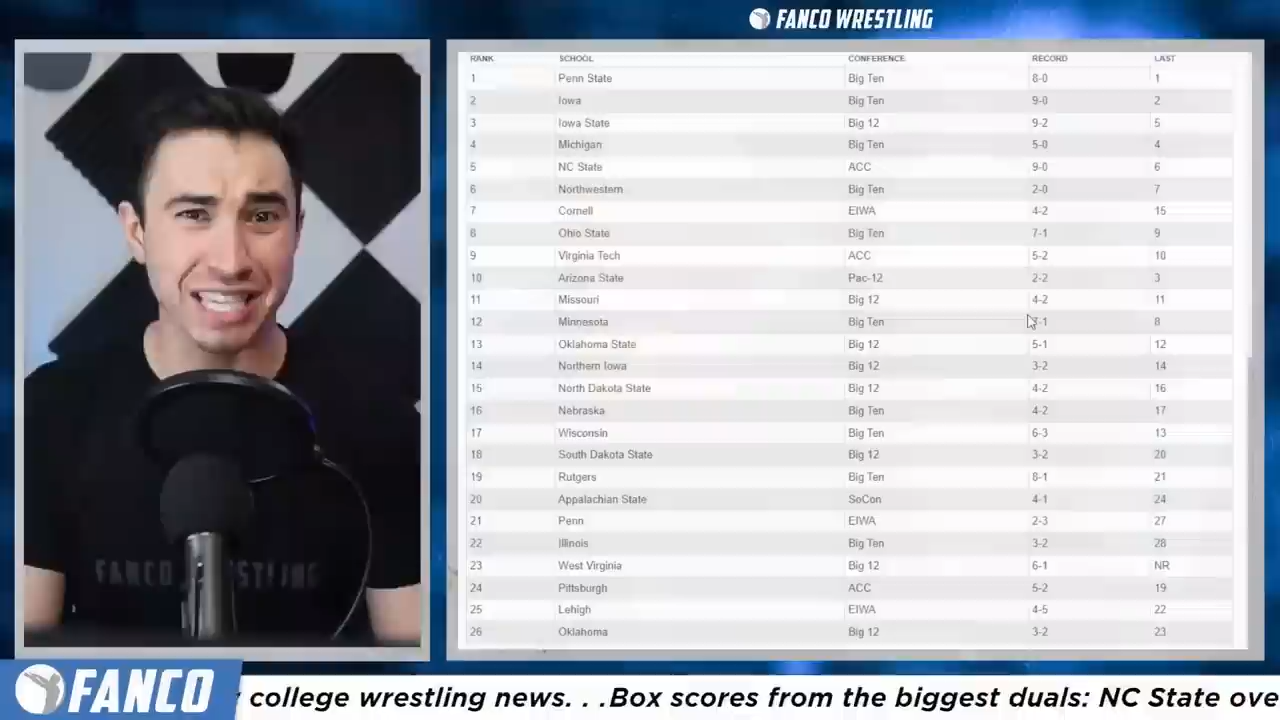 FANCO WRESTLING
RANK SCHOOL CONFERENCE RECORD LAST
1 Penn State Big Ten 8-0 1
2 Iowa Big Ten 9-0 2
3 Iowa State Big 12 9-2 5
4 Michigan Big Ten 5-0 4
5 NC State ACC 9-0 6
6 Northwestern Big Ten 2-0 7
7 Cornell EIWA 4-2 15
8 Ohio State Big Ten 7-1 9
9 Virginia Tech ACC 5-2 10
10 Arizona State Pac-12 2-2 3
11 Missouri Big 12 4-2 11
12 Minnesota Big Ten 7-1 8
13 Oklahoma State Big 12 5-1 12
14 Northern Iowa Big 12 3-2 14
15 North Dakota State Big 12 4-2 16
16 Nebraska Big Ten 4-2 17
17 Wisconsin Big Ten 6-3 13
18 South Dakota State Big 12 3-2 20
19 Rutgers Big Ten 8-1 21
20 Appalachian State SoCon 4-1 24
21 Penn EIWA 2-3 27
22 Illinois Big Ten 3-2 28
23 West Virginia Big 12 6-1 NR
24 Pittsburgh ACC 5-2 19
25 Lehigh EIWA 4-5 22
26 Oklahoma Big 12 3-2 23
FANCO
college wrestling news. . .Box scores from the biggest duals: NC State ove